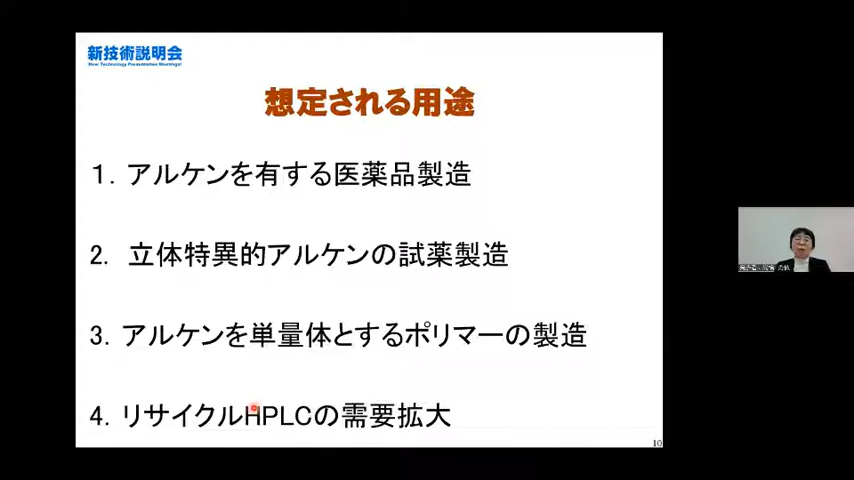 新技術説明会
New Technology Presentation Meetings!
想定される用途
1. アルケンを有する医薬品製造
2. 立体特異的アルケンの試薬製造
3. アルケンを単量体とするポリマーの製造
4. リサイクルHPLCの需要拡大
10